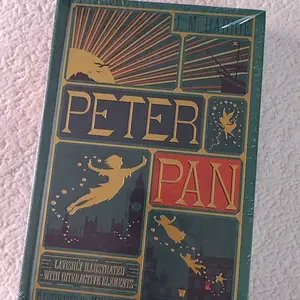 J. M. BARRIE
PETER
PAN
LAVISHLY ILLUSTRATED
WITH INTERACTIVE ELEMENTS